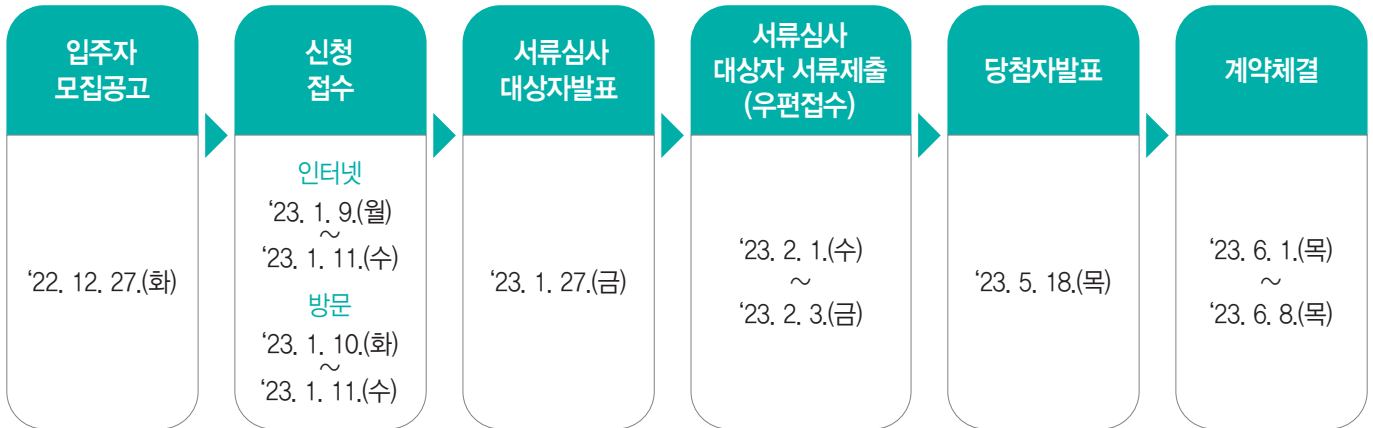 입주자
모집공고
'22. 12. 27.(화)
신청
접수
인터넷
'23. 1. 9.(월)
~
'23. 1. 11.(수)
방문
'23. 1. 10.(화)
~
'23. 1. 11.(수)
서류심사
대상자발표
'23. 1. 27.(금)
서류심사
대상자 서류제출
(우편접수)
'23. 2. 1.(수)
~
'23. 2. 3.(금)
당첨자발표
'23. 5. 18.(목)
계약체결
'23. 6. 1.(목)
~
'23. 6. 8.(목)